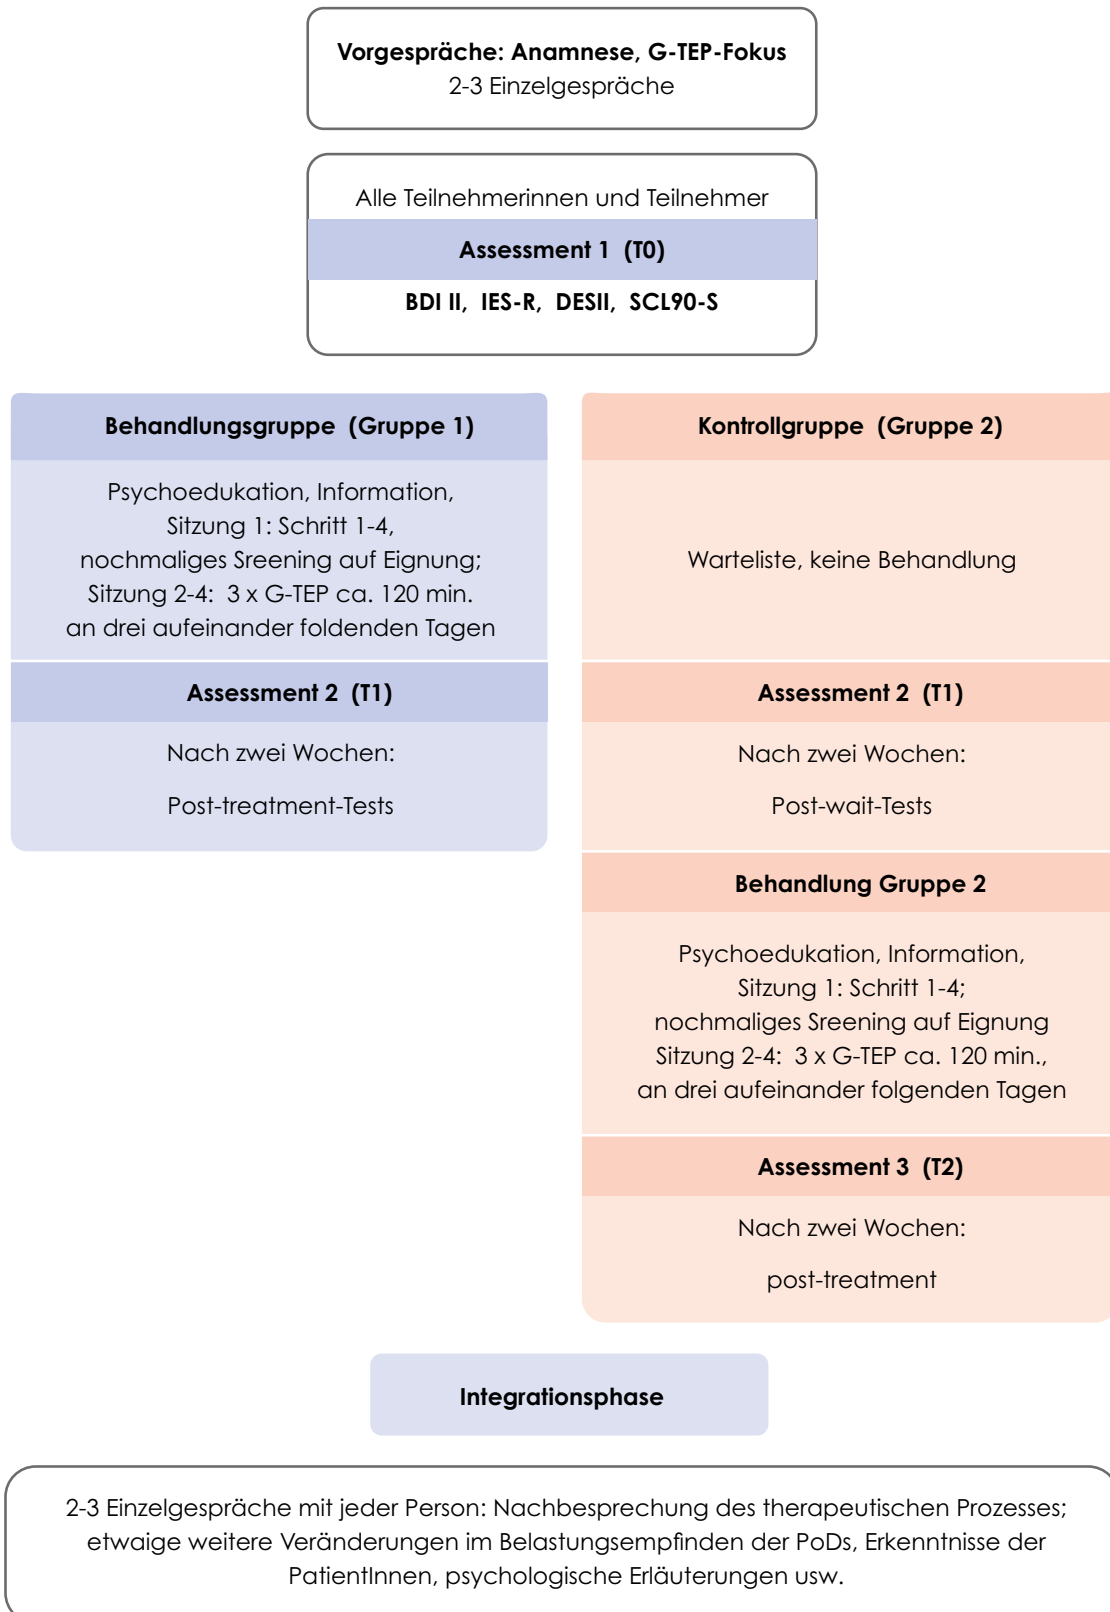 Vorgespräche: Anamnese, G-TEP-Fokus
2-3 Einzelgespräche
Alle Teilnehmerinnen und Teilnehmer
Assessment 1 (T0)
BDI II, IES-R, DESII, SCL90-S
Behandlungsgruppe (Gruppe 1)
Psychoedukation, Information,
Sitzung 1: Schritt 1-4,
nochmaliges Sreening auf Eignung;
Sitzung 2-4: 3 x G-TEP ca. 120 min.
an drei aufeinander foldenden Tagen
Assessment 2 (T1)
Nach zwei Wochen:
Post-treatment-Tests
Kontrollgruppe (Gruppe 2)
Warteliste, keine Behandlung
Assessment 2 (T1)
Nach zwei Wochen:
Post-wait-Tests
Behandlung Gruppe 2
Psychoedukation, Information,
Sitzung 1: Schritt 1-4;
nochmaliges Sreening auf Eignung
Sitzung 2-4: 3 x G-TEP ca. 120 min.,
an drei aufeinander folgenden Tagen
Assessment 3 (T2)
Nach zwei Wochen:
post-treatment
Integrationsphase
2-3 Einzelgespräche mit jeder Person: Nachbesprechung des therapeutischen Prozesses;
etwaige weitere Veränderungen im Belastungsempfinden der PoDs, Erkenntnisse der
PatientInnen, psychologische Erläuterungen usw.